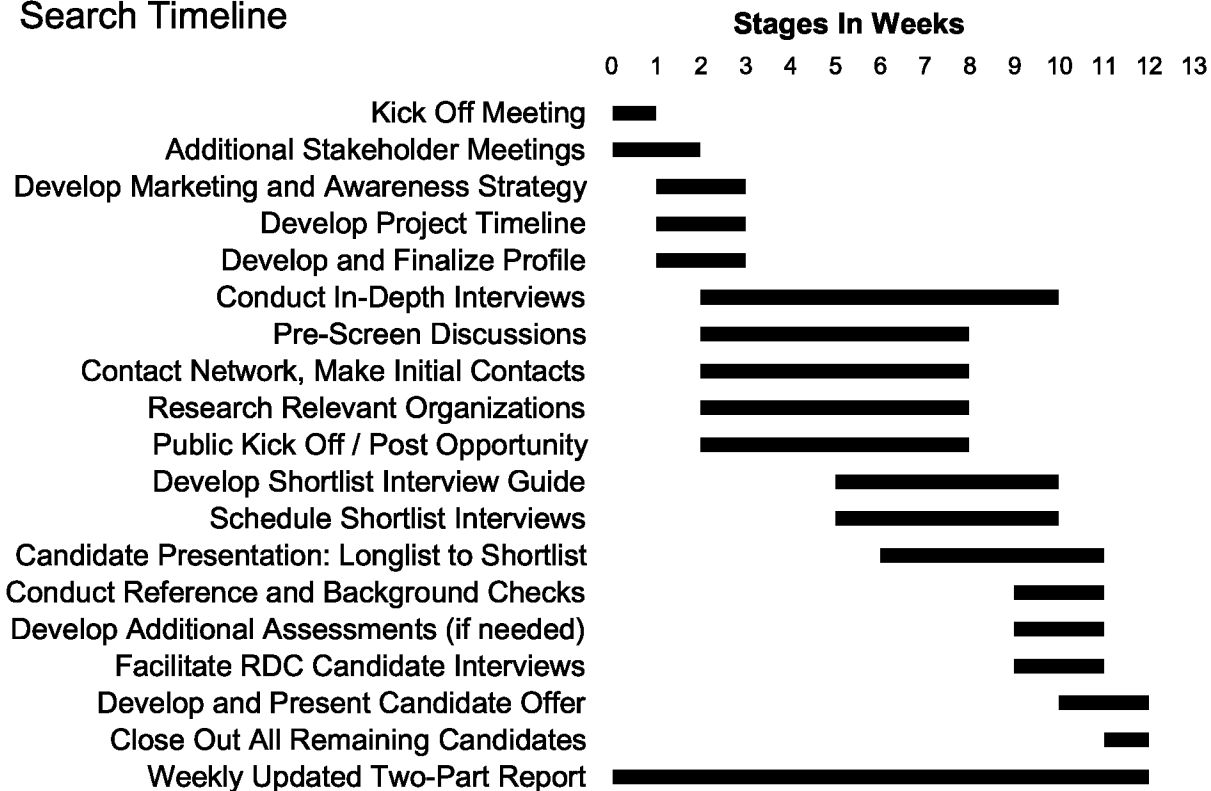 Search Timeline
Stages In Weeks
0 1 2 3 4 5 6 7 8 9 10 11 12 13
Kick Off Meeting
Additional Stakeholder Meetings
Develop Marketing and Awareness Strategy
Develop Project Timeline
Develop and Finalize Profile
Conduct In-Depth Interviews
Pre-Screen Discussions
Contact Network, Make Initial Contacts
Research Relevant Organizations
Public Kick Off / Post Opportunity
Develop Shortlist Interview Guide
Schedule Shortlist Interviews
Candidate Presentation: Longlist to Shortlist
Conduct Reference and Background Checks
Develop Additional Assessments (if needed)
Facilitate RDC Candidate Interviews
Develop and Present Candidate Offer
Close Out All Remaining Candidates
Weekly Updated Two-Part Report